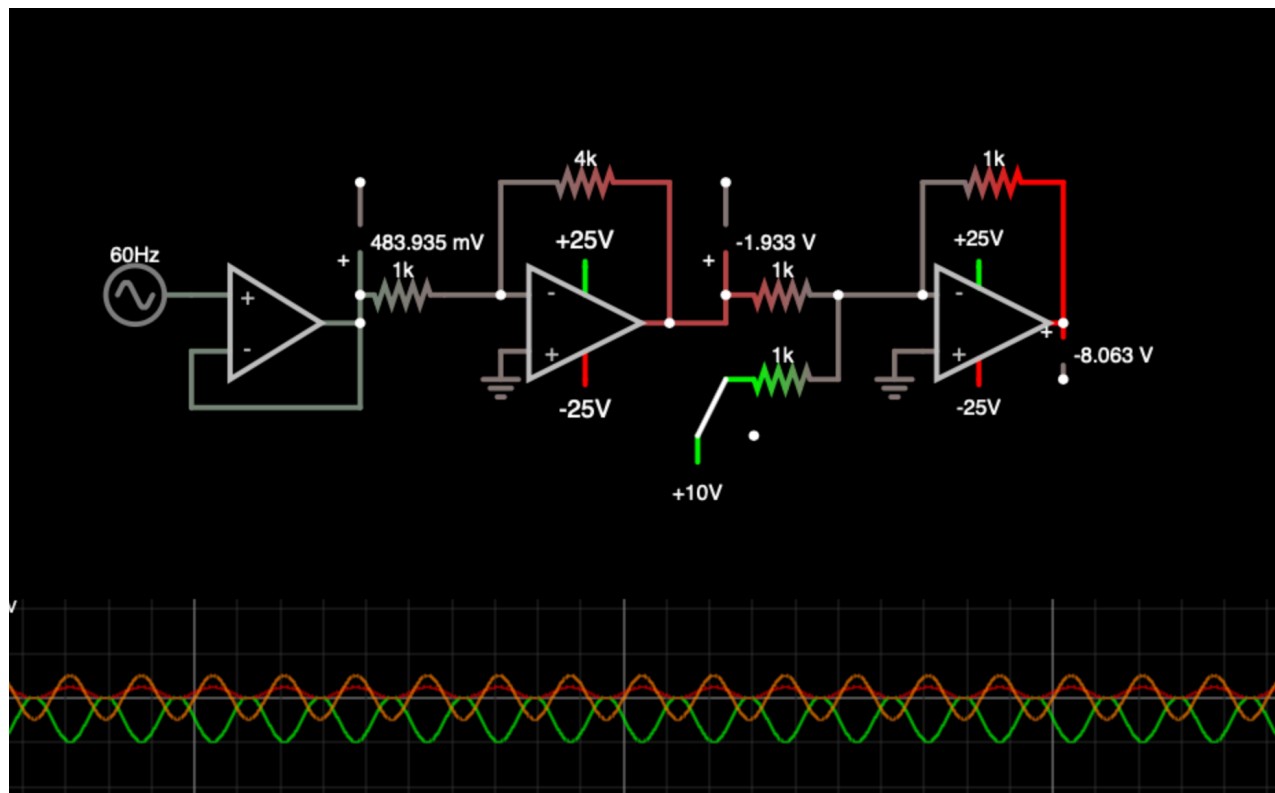 4k
1k
483.935 mV
+25V
-1.933 V
+25V
60Hz
+
1k
+
1k
+
-
-
-
+
-
+
+
+
-8.063 V
1k
-25V
-25V
+10V
V